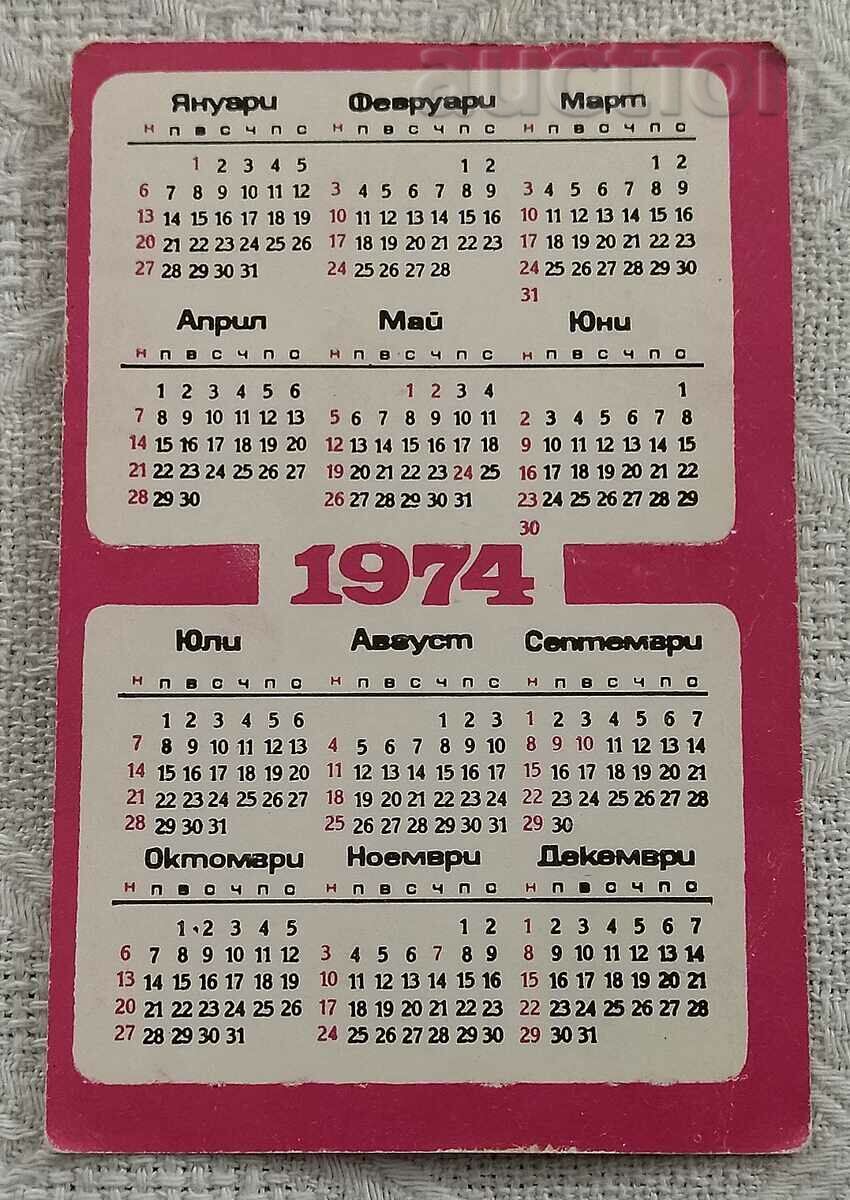 auction
Януари Февруари Март
Н П В С Ч П С Н П В С Ч П С Н П В С Ч П С
1 2 3 4 5 1 2 1 2
6 7 8 9 10 11 12 3 4 5 6 7 8 9 3 4 5 6 7 8 9
13 14 15 16 17 18 19 10 11 12 13 14 15 16 10 11 12 13 14 15 16
20 21 22 23 24 25 26 17 18 19 20 21 22 23 17 18 19 20 21 22 23
27 28 29 30 31 24 25 26 27 28 24 25 26 27 28 29 30
31
Април Май Юни
Н П В С Ч П С Н П В С Ч П С Н П В С Ч П С
1 2 3 4 5 6 1 2 3 4 1
7 8 9 10 11 12 13 5 6 7 8 9 10 11 2 3 4 5 6 7 8
14 15 16 17 18 19 20 12 13 14 15 16 17 18 9 10 11 12 13 14 15
21 22 23 24 25 26 27 19 20 21 22 23 24 25 16 17 18 19 20 21 22
28 29 30 26 27 28 29 30 31 23 24 25 26 27 28 29
30
1974
Юли Август Септември
Н П В С Ч П С Н П В С Ч П С Н П В С Ч П С
1 2 3 4 5 6 1 2 3 1 2 3 4 5 6 7
7 8 9 10 11 12 13 4 5 6 7 8 9 10 8 9 10 11 12 13 14
14 15 16 17 18 19 20 11 12 13 14 15 16 17 15 16 17 18 19 20 21
21 22 23 24 25 26 27 18 19 20 21 22 23 24 22 23 24 25 26 27 28
28 29 30 31 25 26 27 28 29 30 31 29 30
Октомври Ноември Декември
Н П В С Ч П С Н П В С Ч П С Н П В С Ч П С
1 2 3 4 5 1 2 1 2 3 4 5 6 7
6 7 8 9 10 11 12 3 4 5 6 7 8 9 8 9 10 11 12 13 14
13 14 15 16 17 18 19 10 11 12 13 14 15 16 15 16 17 18 19 20 21
20 21 22 23 24 25 26 17 18 19 20 21 22 23 22 23 24 25 26 27 28
27 28 29 30 31 24 25 26 27 28 29 30 29 30 31